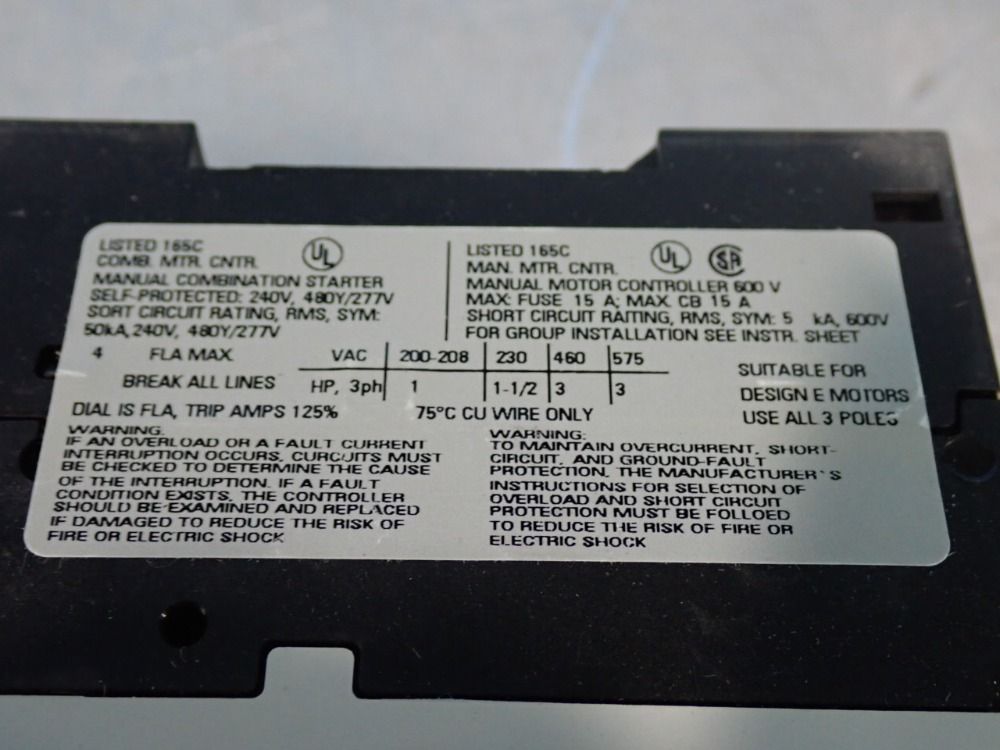 LISTED 165C
COMB. MTR. CNTR.
UL
MANUAL COMBINATION STARTER
SELF-PROTECTED: 240V, 480Y/277V
SORT CIRCUIT RATING, RMS, SYM:
50kA, 240V, 480Y/277V
LISTED 165C
MAN. MTR. CNTR.
UL
SA
MANUAL MOTOR CONTROLLER 600 V
MAX: FUSE 15 A; MAX. CB 15 A
SHORT CIRCUIT RAITING, RMS, SYM: 5 kA, 600V
FOR GROUP INSTALLATION SEE INSTR. SHEET
4 FLA MAX
BREAK ALL LINES
VAC 200-208 230 460 575
HP, 3ph 1 1-1/2 3 3
SUITABLE FOR
DESIGN E MOTORS
USE ALL 3 POLES
DIAL IS FLA, TRIP AMPS 125% 75°C CU WIRE ONLY
WARNING:
IF AN OVERLOAD OR A FAULT CURRENT
INTERRUPTION OCCURS, CURCUITS MUST
BE CHECKED TO DETERMINE THE CAUSE
OF THE INTERRUPTION. IF A FAULT
CONDITION EXISTS, THE CONTROLLER
SHOULD BE EXAMINED AND REPLACED
IF DAMAGED TO REDUCE THE RISK OF
FIRE OR ELECTRIC SHOCK
WARNING:
TO MAINTAIN OVERCURRENT, SHORT-
CIRCUIT, AND GROUND-FAULT
PROTECTION, THE MANUFACTURER`S
INSTRUCTIONS FOR SELECTION OF
OVERLOAD AND SHORT CIRCUIT
PROTECTION MUST BE FOLLOED
TO REDUCE THE RISK OF FIRE OR
ELECTRIC SHOCK